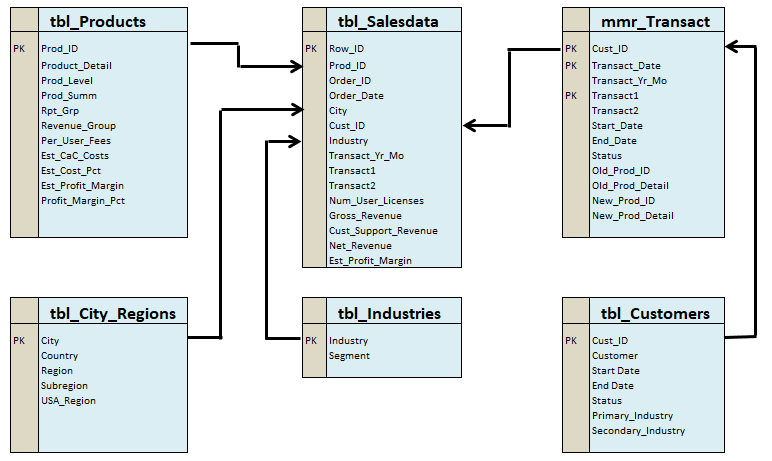 tbl_Products
PK Prod_ID
Product_Detail
Prod_Level
Prod_Summ
Rpt_Grp
Revenue_Group
Per_User_Fees
Est_CaC_Costs
Est_Cost_Pct
Est_Profit_Margin
Profit_Margin_Pct
tbl_Salesdata
PK Row_ID
Prod_ID
Order_ID
Order_Date
City
Cust_ID
Industry
Transact_Yr_Mo
Transact1
Transact2
Num_User_Licenses
Gross_Revenue
Cust_Support_Revenue
Net_Revenue
Est_Profit_Margin
mmr_Transact
PK Cust_ID
PK Transact_Date
Transact_Yr_Mo
PK Transact1
Transact2
Start_Date
End_Date
Status
Old_Prod_ID
Old_Prod_Detail
New_Prod_ID
New_Prod_Detail
tbl_City_Regions
PK City
Country
Region
Subregion
USA_Region
tbl_Industries
PK Industry
Segment
tbl_Customers
PK Cust_ID
Customer
Start Date
End Date
Status
Primary_Industry
Secondary_Industry